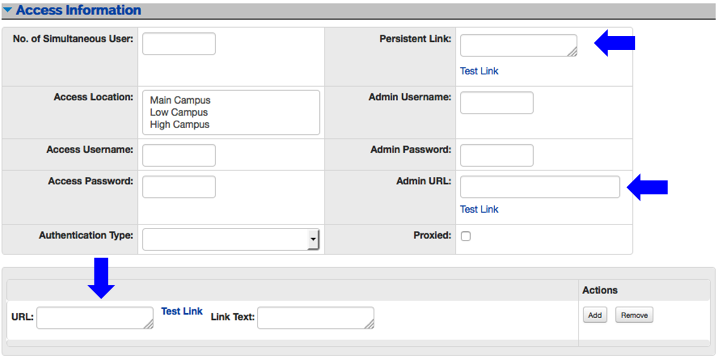 Access Information
No. of Simultaneous User:
Persistent Link:
Test Link
Access Location:
Main Campus
Low Campus
High Campus
Admin Username:
Access Username:
Admin Password:
Access Password:
Admin URL:
Test Link
Authentication Type:
Proxied:
Actions
URL: Test Link Link Text: Add Remove